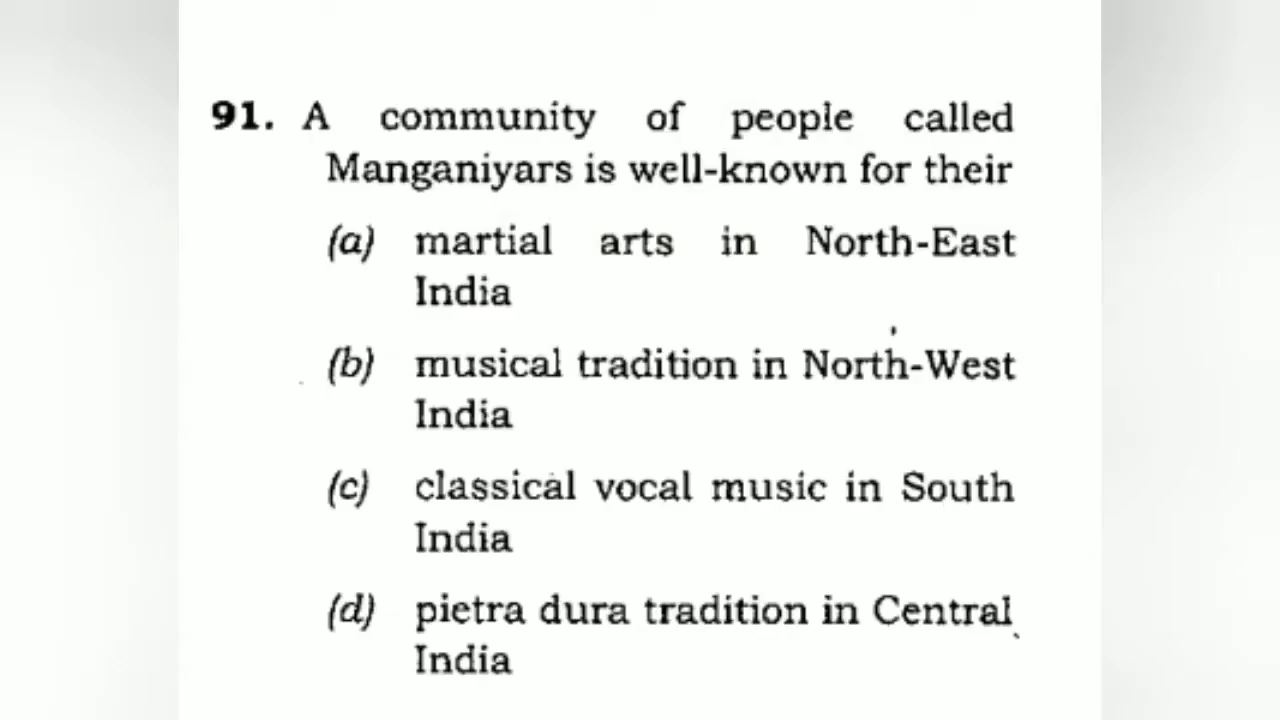 91. A community of people called
Manganiyars is well-known for their
(a) martial arts in North-East
India
(b) musical tradition in North-West
India
(c) classical vocal music in South
India
(d) pietra dura tradition in Central
India